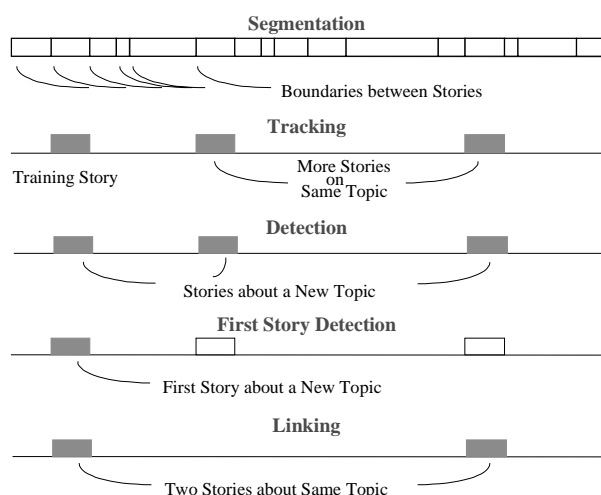 Segmentation
Boundaries between Stories
Tracking
Training Story
More Stories
on
Same Topic
Detection
Stories about a New Topic
First Story Detection
First Story about a New Topic
Linking
Two Stories about Same Topic